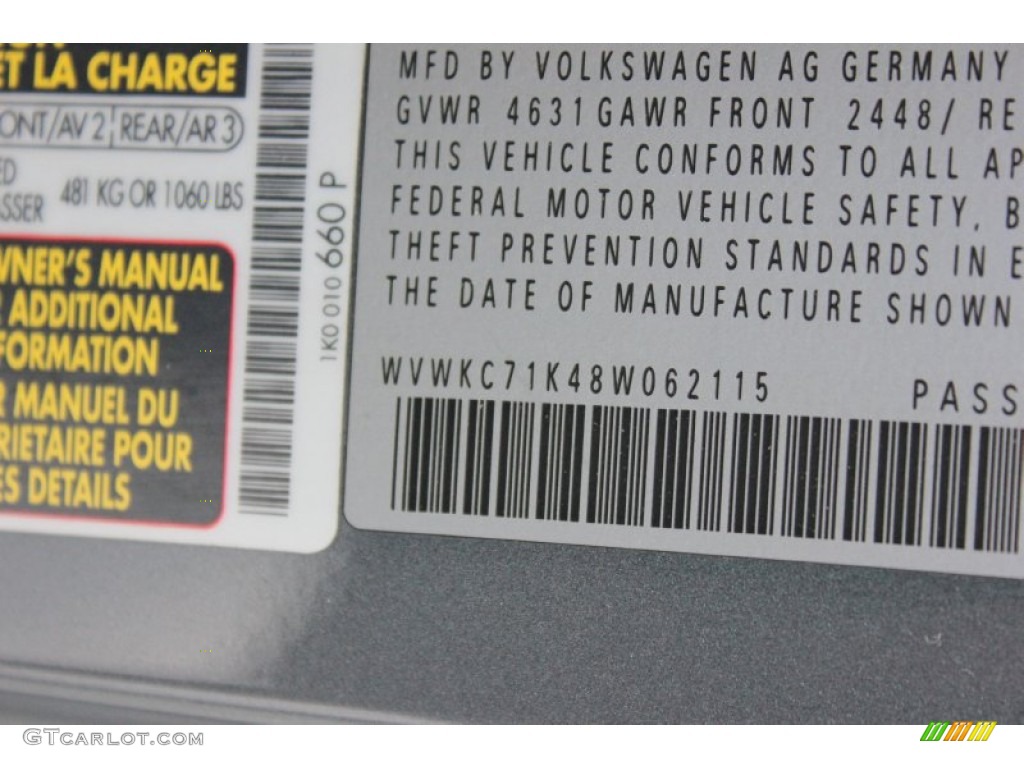 ET LA CHARGE
ONT/AV 2 REAR/AR 3
481 KG OR 1060 LBS
SSER
WNER'S MANUAL
ADDITIONAL
FORMATION
MANUEL DU
RIETAIRE POUR
ES DETAILS
1K0 010 660 P
MFD BY VOLKSWAGEN AG GERMANY
GVWR 4631 GAWR FRONT 2448/ RE
THIS VEHICLE CONFORMS TO ALL AP
FEDERAL MOTOR VEHICLE SAFETY, B
THEFT PREVENTION STANDARDS IN E
THE DATE OF MANUFACTURE SHOWN
WVWKC71K48W062115 PASS
GTCarlot.com